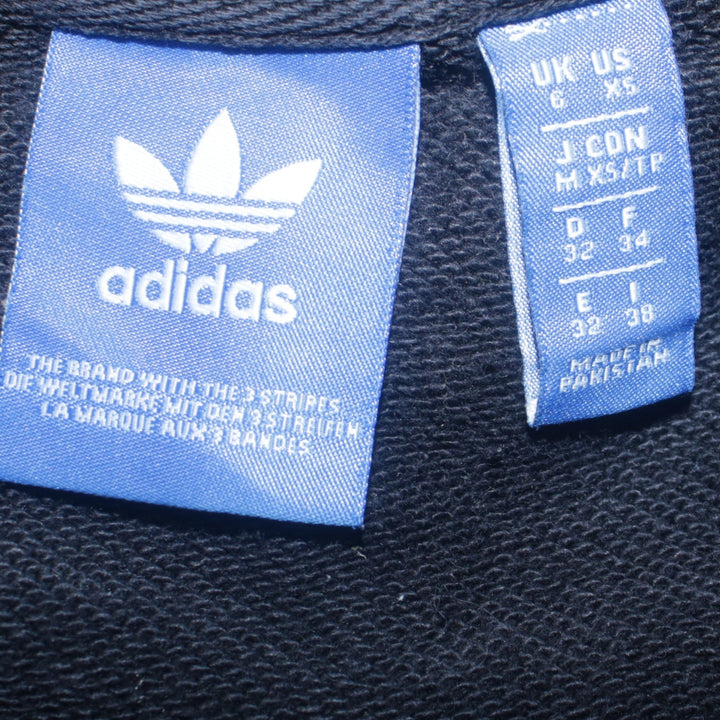 adidas
THE BRAND WITH THE 3 STRIPES
DIE WELTMARKE MIT DEN 3 STREIFEN
LA MARQUE AUX 3 BANDES
UK US
6 XS
J CDN
M XS/TP
D F
32 34
E I
32 38
MADE IN
PAKISTAN